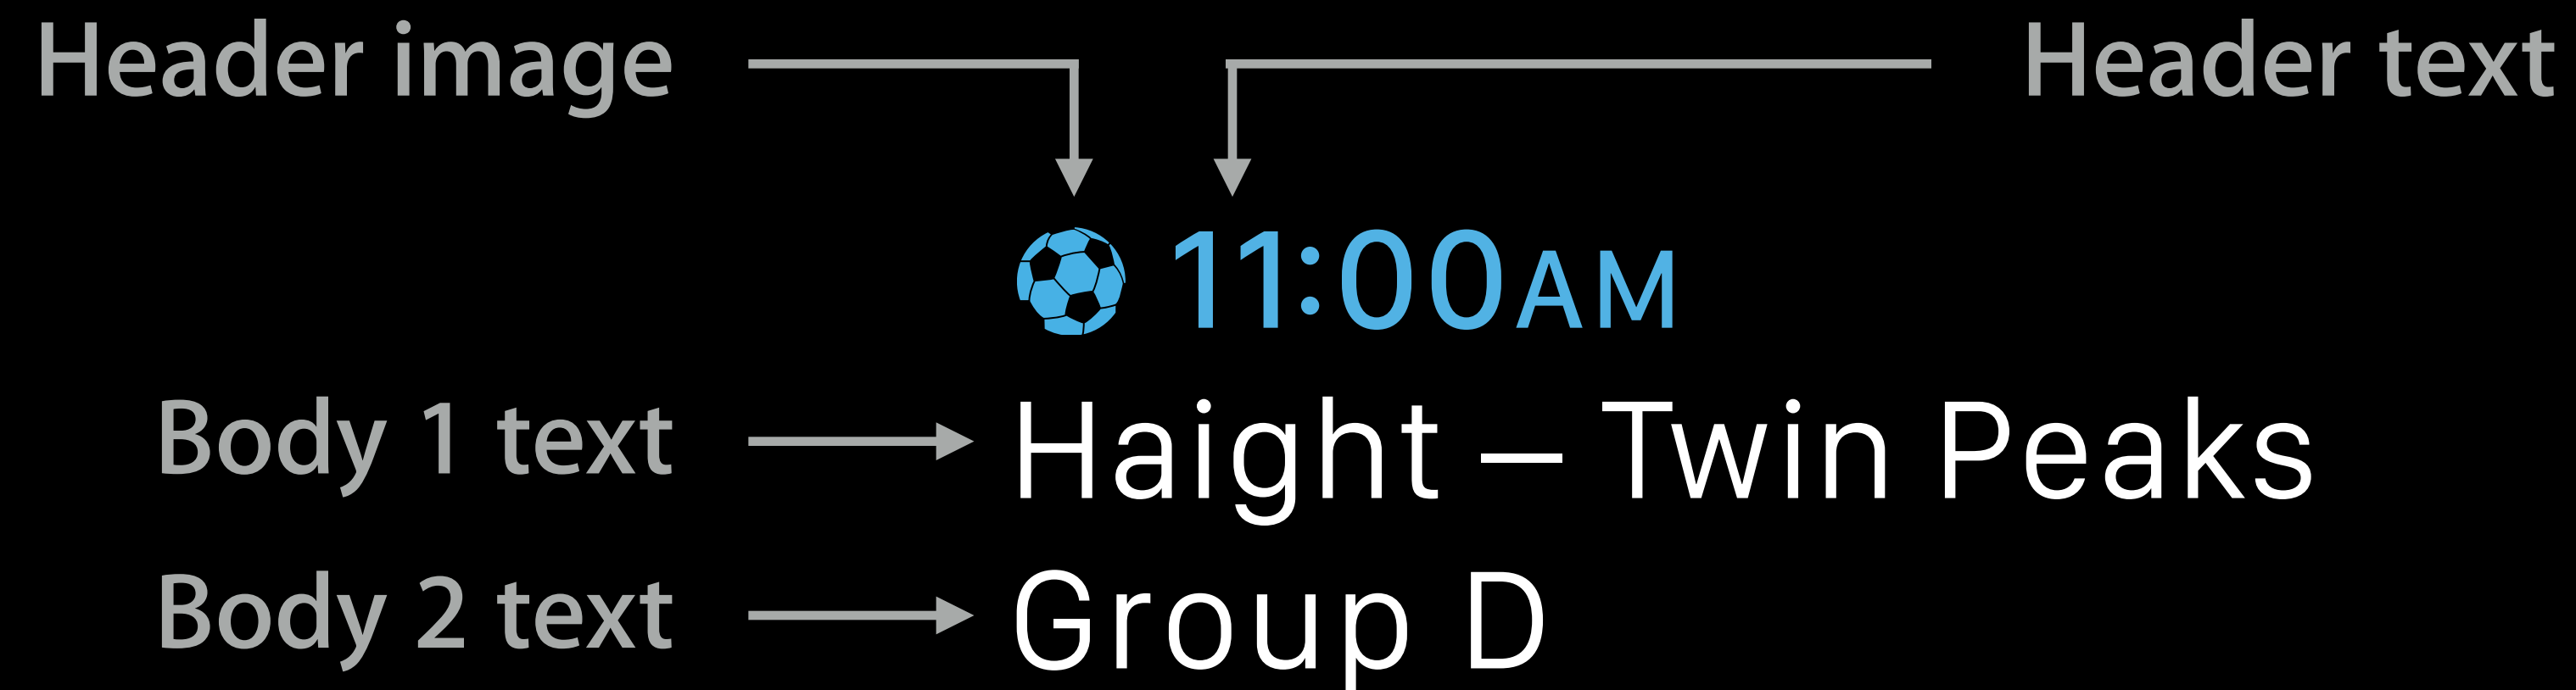 Header image
Header text
11:00AM
Body 1 text
Haight – Twin Peaks
Body 2 text
Group D